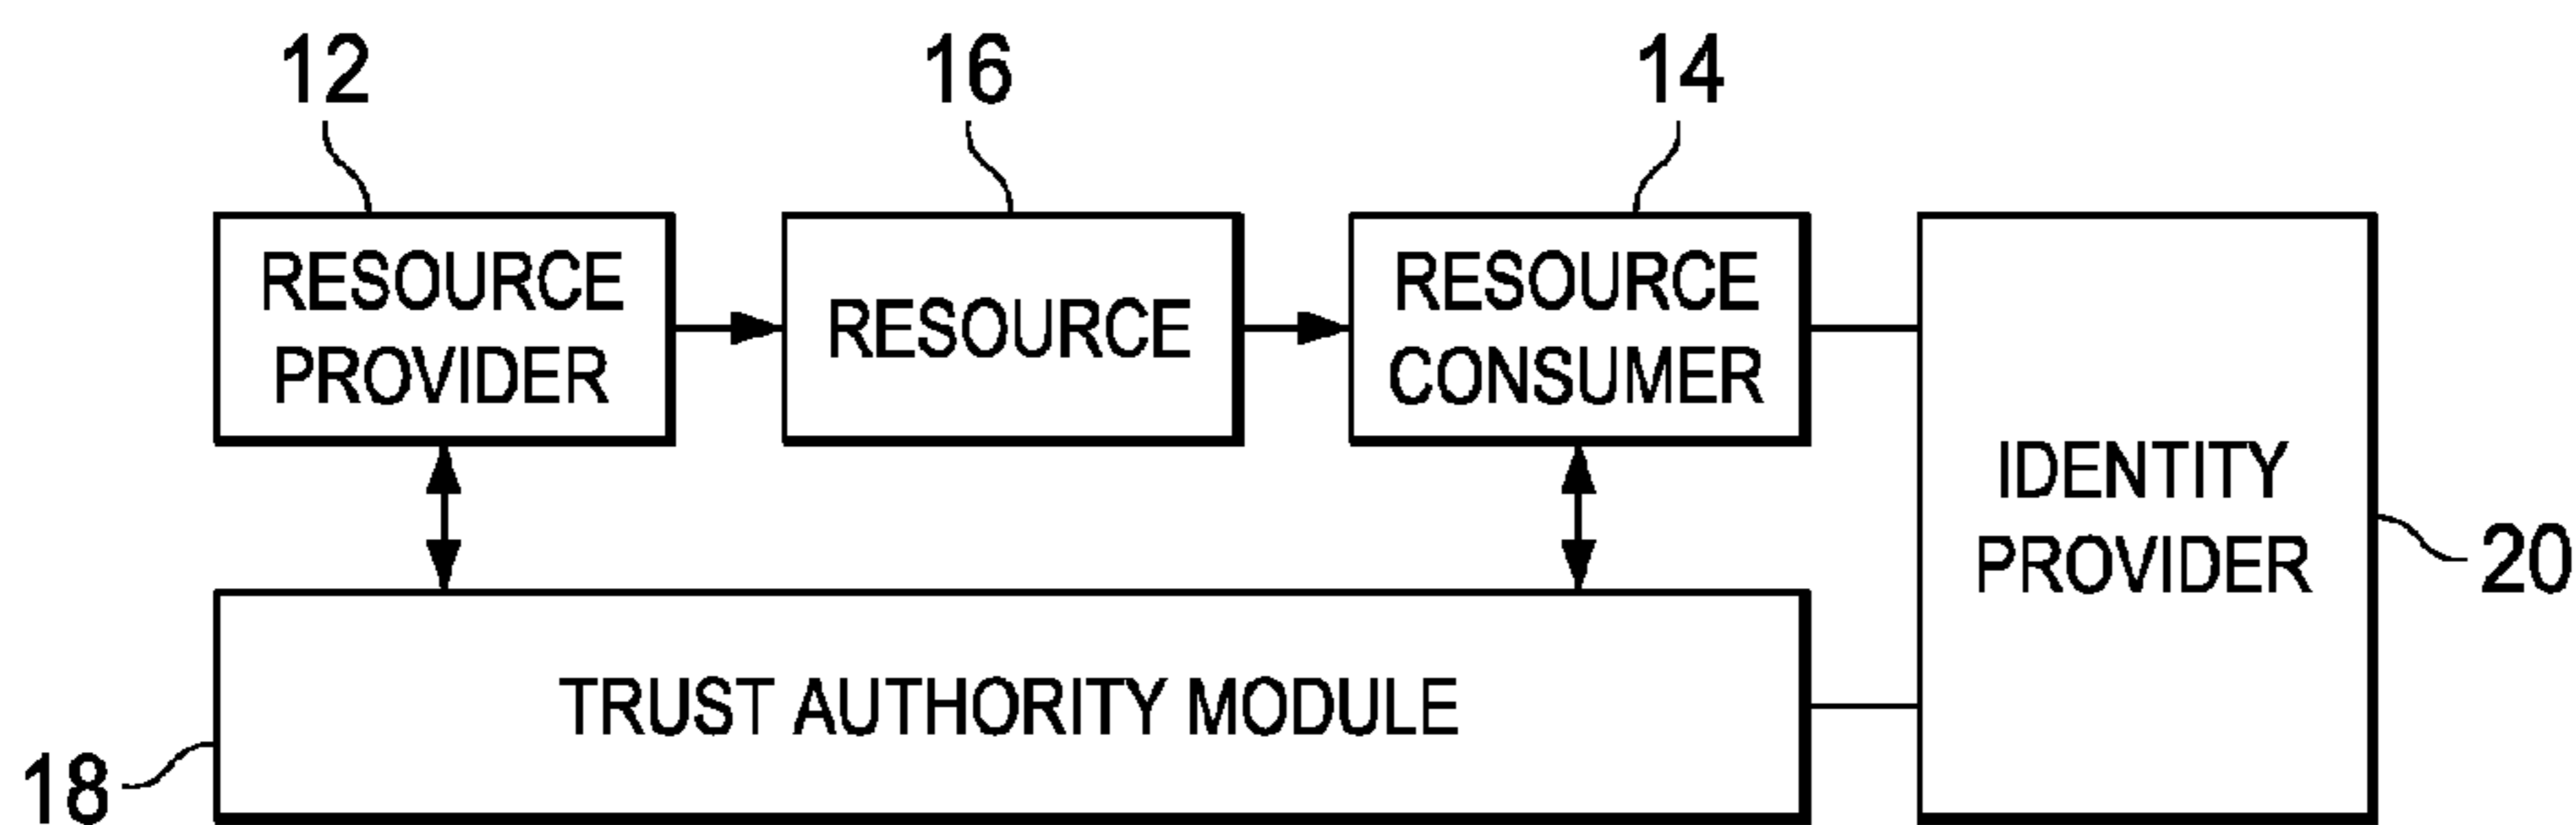 12
16
14
RESOURCE
PROVIDER
RESOURCE
RESOURCE
CONSUMER
IDENTITY
PROVIDER
20
TRUST AUTHORITY MODULE
18